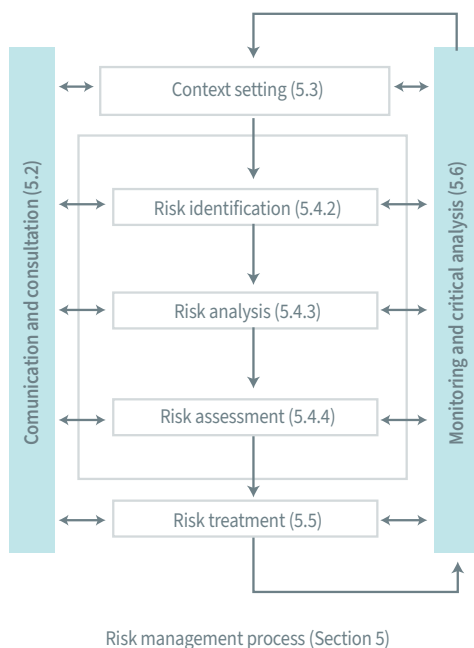 Context setting (5.3)
Comunication and consultation (5.2)
Monitoring and critical analysis (5.6)
Risk identification (5.4.2)
Risk analysis (5.4.3)
Risk assessment (5.4.4)
Risk treatment (5.5)
Risk management process (Section 5)